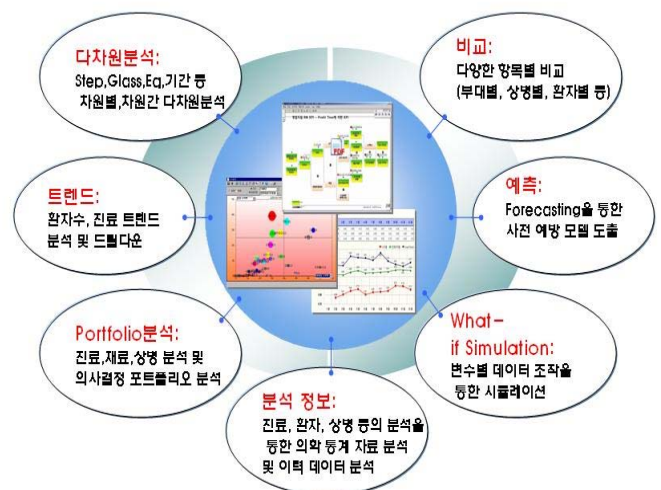 다차원분석:
Step,Glass,Eq,기간 등
차원별,차원간 다차원분석
비교:
다양한 항목별 비교
(부대별, 상병별, 환자별 등)
트렌드:
환자수, 진료 트렌드
분석 및 드릴다운
예측:
Forecasting을 통한
사전 예방 모델 도출
Portfolio분석:
진료,재료,상병 분석 및
의사결정 포트폴리오 분석
What-
if Simulation:
변수별 데이터 조작을
통한 시뮬레이션
분석 정보:
진료, 환자, 상병 등의 분석을
통한 의학 통계 자료 분석
및 이력 데이터 분석
PDF